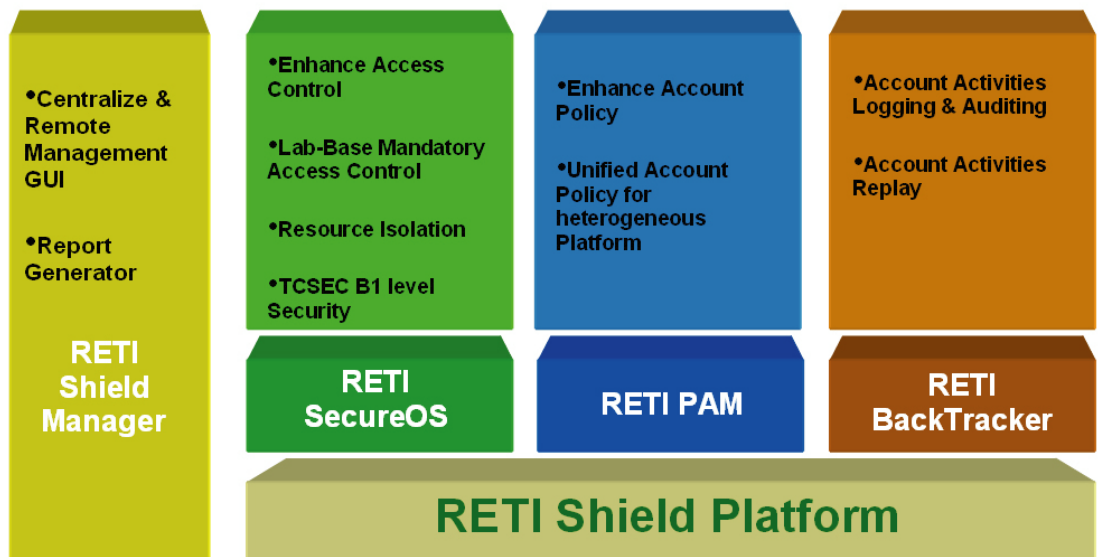 •Centralize &
Remote
Management
GUI
•Report
Generator
RETI
Shield
Manager
•Enhance Access
Control
•Lab-Base Mandatory
Access Control
•Resource Isolation
•TCSEC B1 level
Security
RETI
SecureOS
•Enhance Account
Policy
•Unified Account
Policy for
heterogeneous
Platform
RETI PAM
•Account Activities
Logging & Auditing
•Account Activities
Replay
RETI
BackTracker
RETI Shield Platform